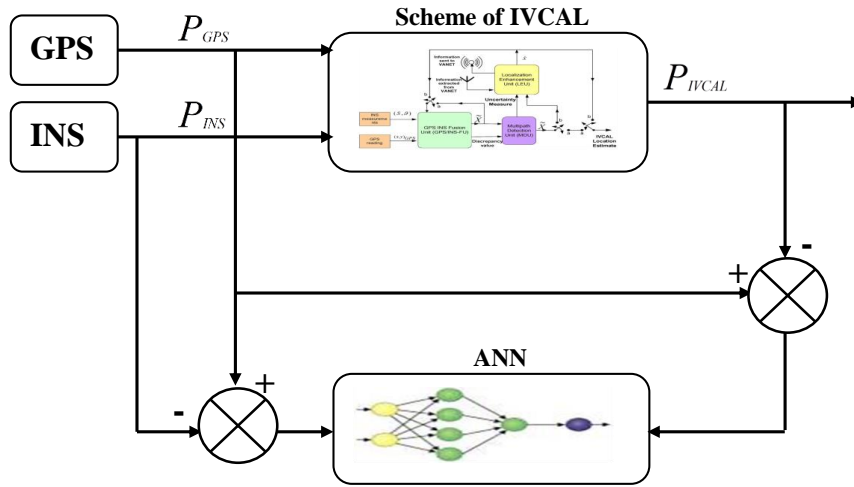 Scheme of IVCAL
GPS
P_GPS
INS
P_INS
P_IVCAL
Information sent to VANET
Information extracted from VANET
Localization Enhancement Unit (LEU)
Uncertainty Measure
GPS INS Fusion Unit (GPS/INS-FU)
Multipath Detection Unit (MDU)
Discrepancy value
GPS reading
IVCAL Location Estimate
b
a
-
+
ANN
+
-